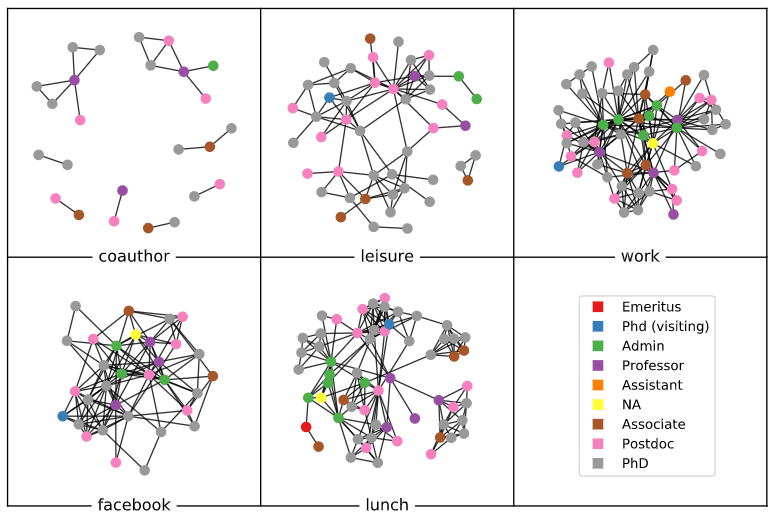 coauthor
leisure
work
facebook
lunch
Emeritus
Phd (visiting)
Admin
Professor
Assistant
NA
Associate
Postdoc
PhD